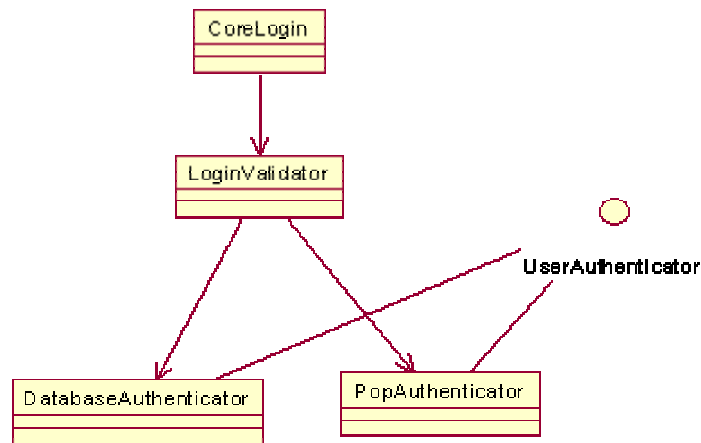 CoreLogin
LoginValidator
UserAuthenticator
DatabaseAuthenticator
PopAuthenticator